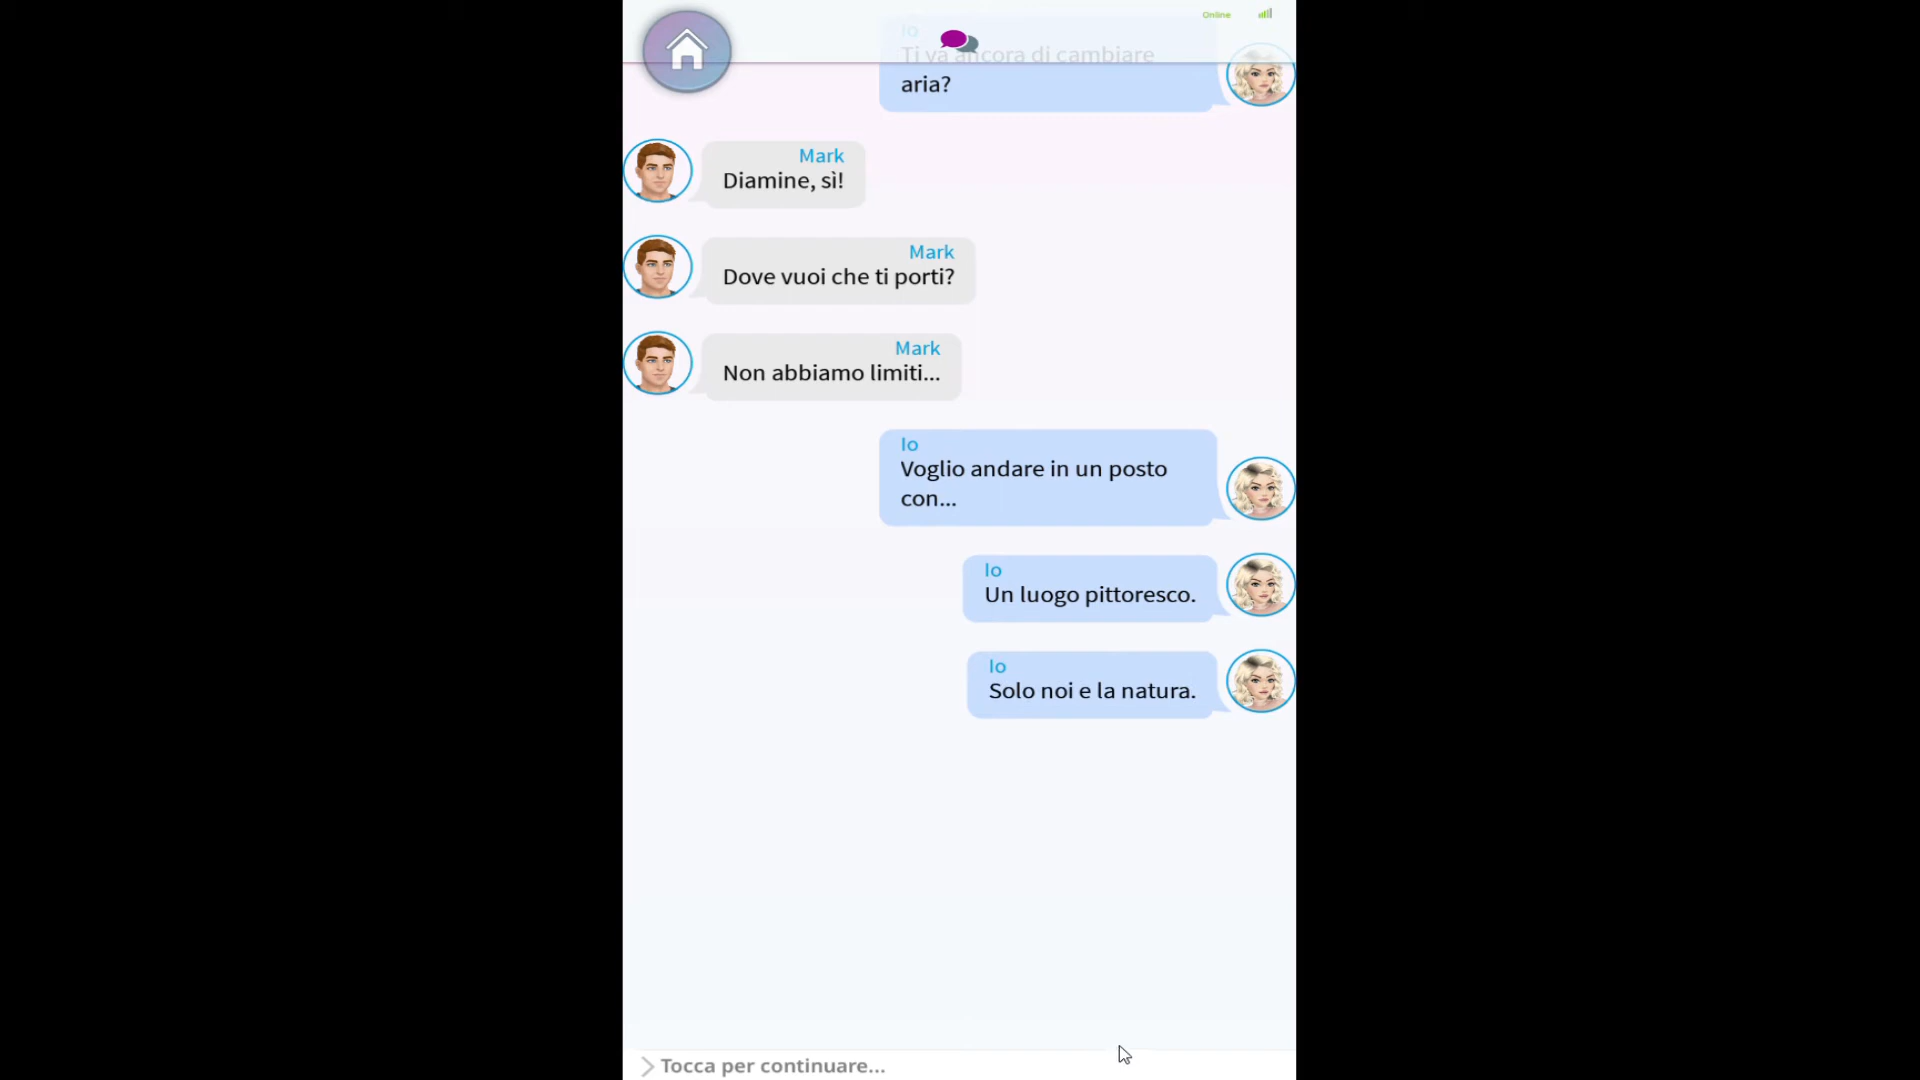 Online
Io
Ti va ancora di cambiare
aria?
Mark
Diamine, sì!
Mark
Dove vuoi che ti porti?
Mark
Non abbiamo limiti...
Io
Voglio andare in un posto
con...
Io
Un luogo pittoresco.
Io
Solo noi e la natura.
Tocca per continuare...